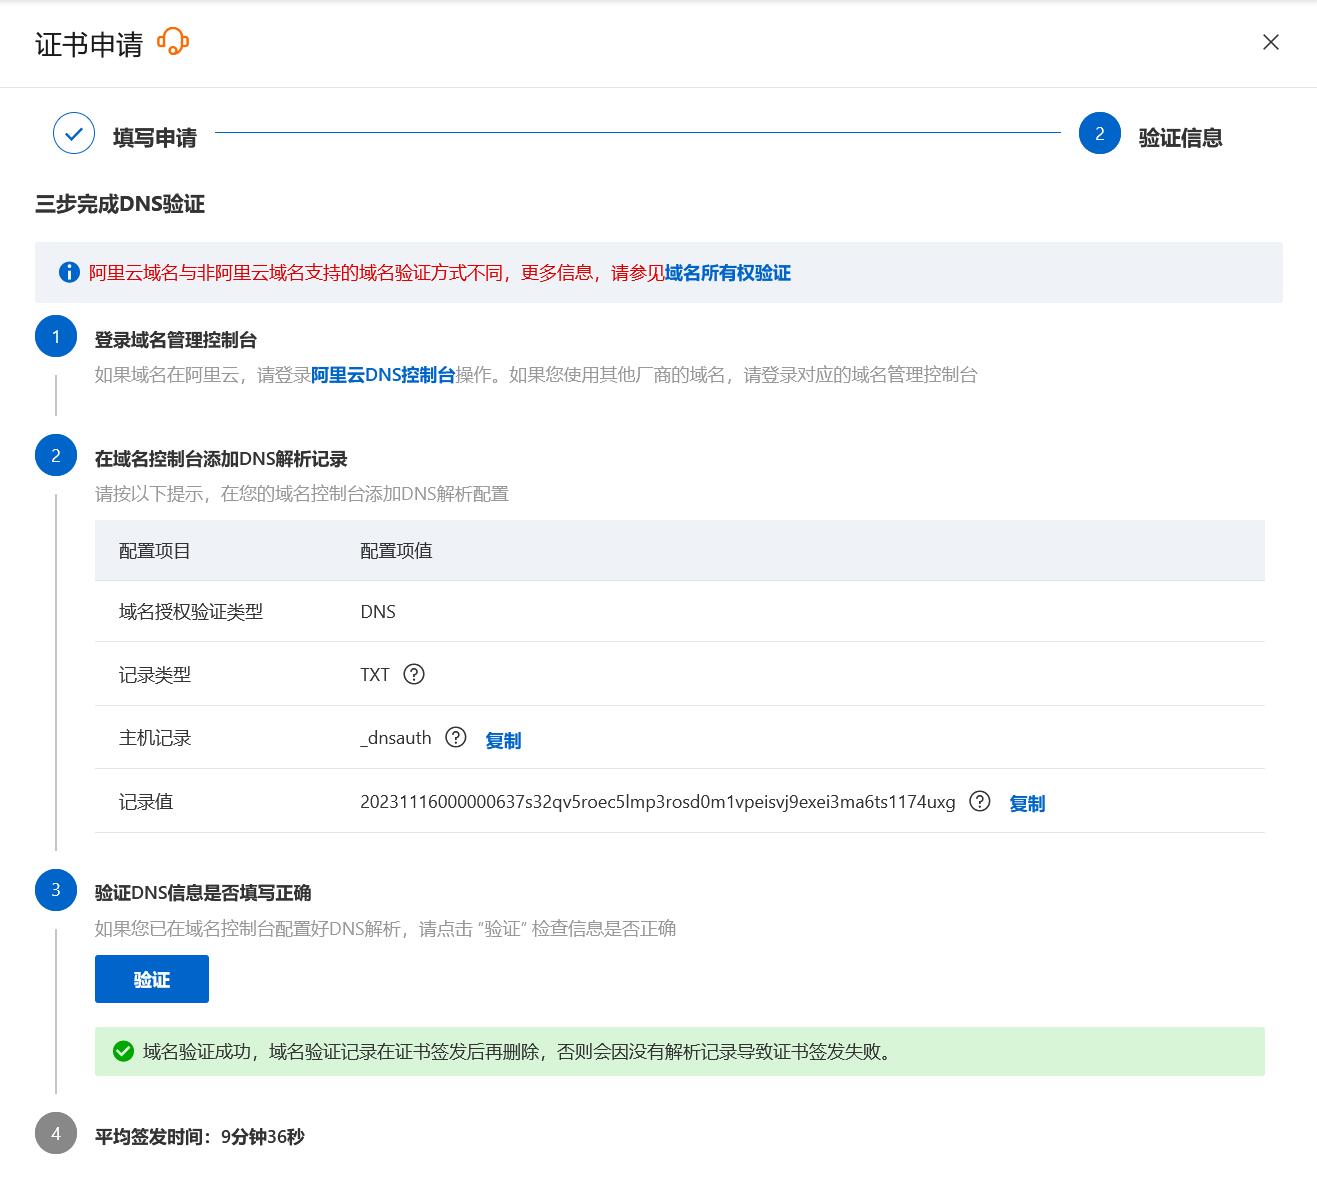 证书申请
填写申请
2
验证信息
三步完成DNS验证
阿里云域名与非阿里云域名支持的域名验证方式不同，更多信息，请参见域名所有权验证
1
登录域名管理控制台
如果域名在阿里云，请登录阿里云DNS控制台操作。如果您使用其他厂商的域名，请登录对应的域名管理控制台
2
在域名控制台添加DNS解析记录
请按以下提示，在您的域名控制台添加DNS解析配置
配置项目 配置项值
域名授权验证类型 DNS
记录类型 TXT ?
主机记录 _dnsauth ? 复制
记录值 20231116000000637s32qv5roec5lmp3rosd0m1vpeisvj9exei3ma6ts1174uxg ? 复制
3
验证DNS信息是否填写正确
如果您已在域名控制台配置好DNS解析，请点击 “验证” 检查信息是否正确
验证
域名验证成功，域名验证记录在证书签发后再删除，否则会因没有解析记录导致证书签发失败。
4
平均签发时间：9分钟36秒